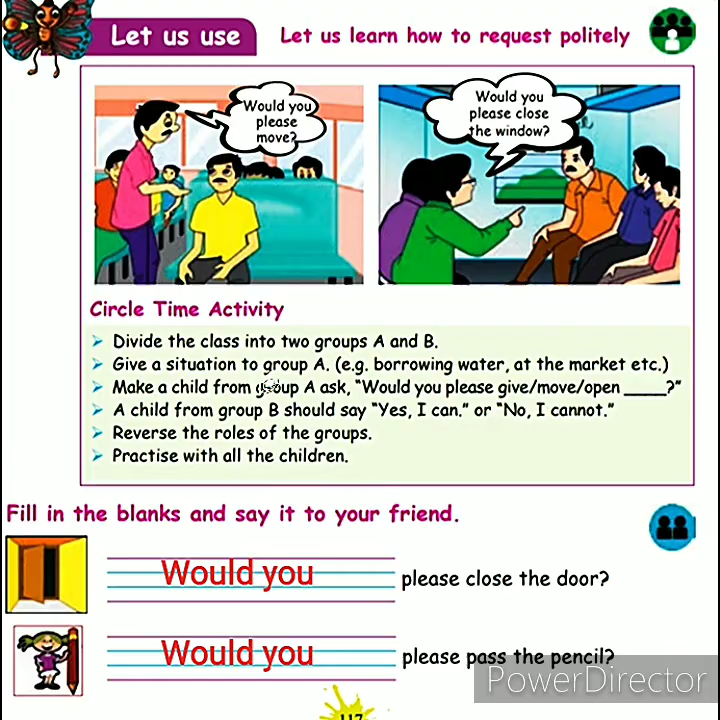 Let us use
Let us learn how to request politely
Would you
please
move?
Would you
please close
the window?
Circle Time Activity
Divide the class into two groups A and B.
Give a situation to group A. (e.g. borrowing water, at the market etc.)
Make a child from group A ask, “Would you please give/move/open ____?”
A child from group B should say “Yes, I can.” or “No, I cannot.”
Reverse the roles of the groups.
Practise with all the children.
Fill in the blanks and say it to your friend.
Would you please close the door?
Would you please pass the pencil?
PowerDirector
117